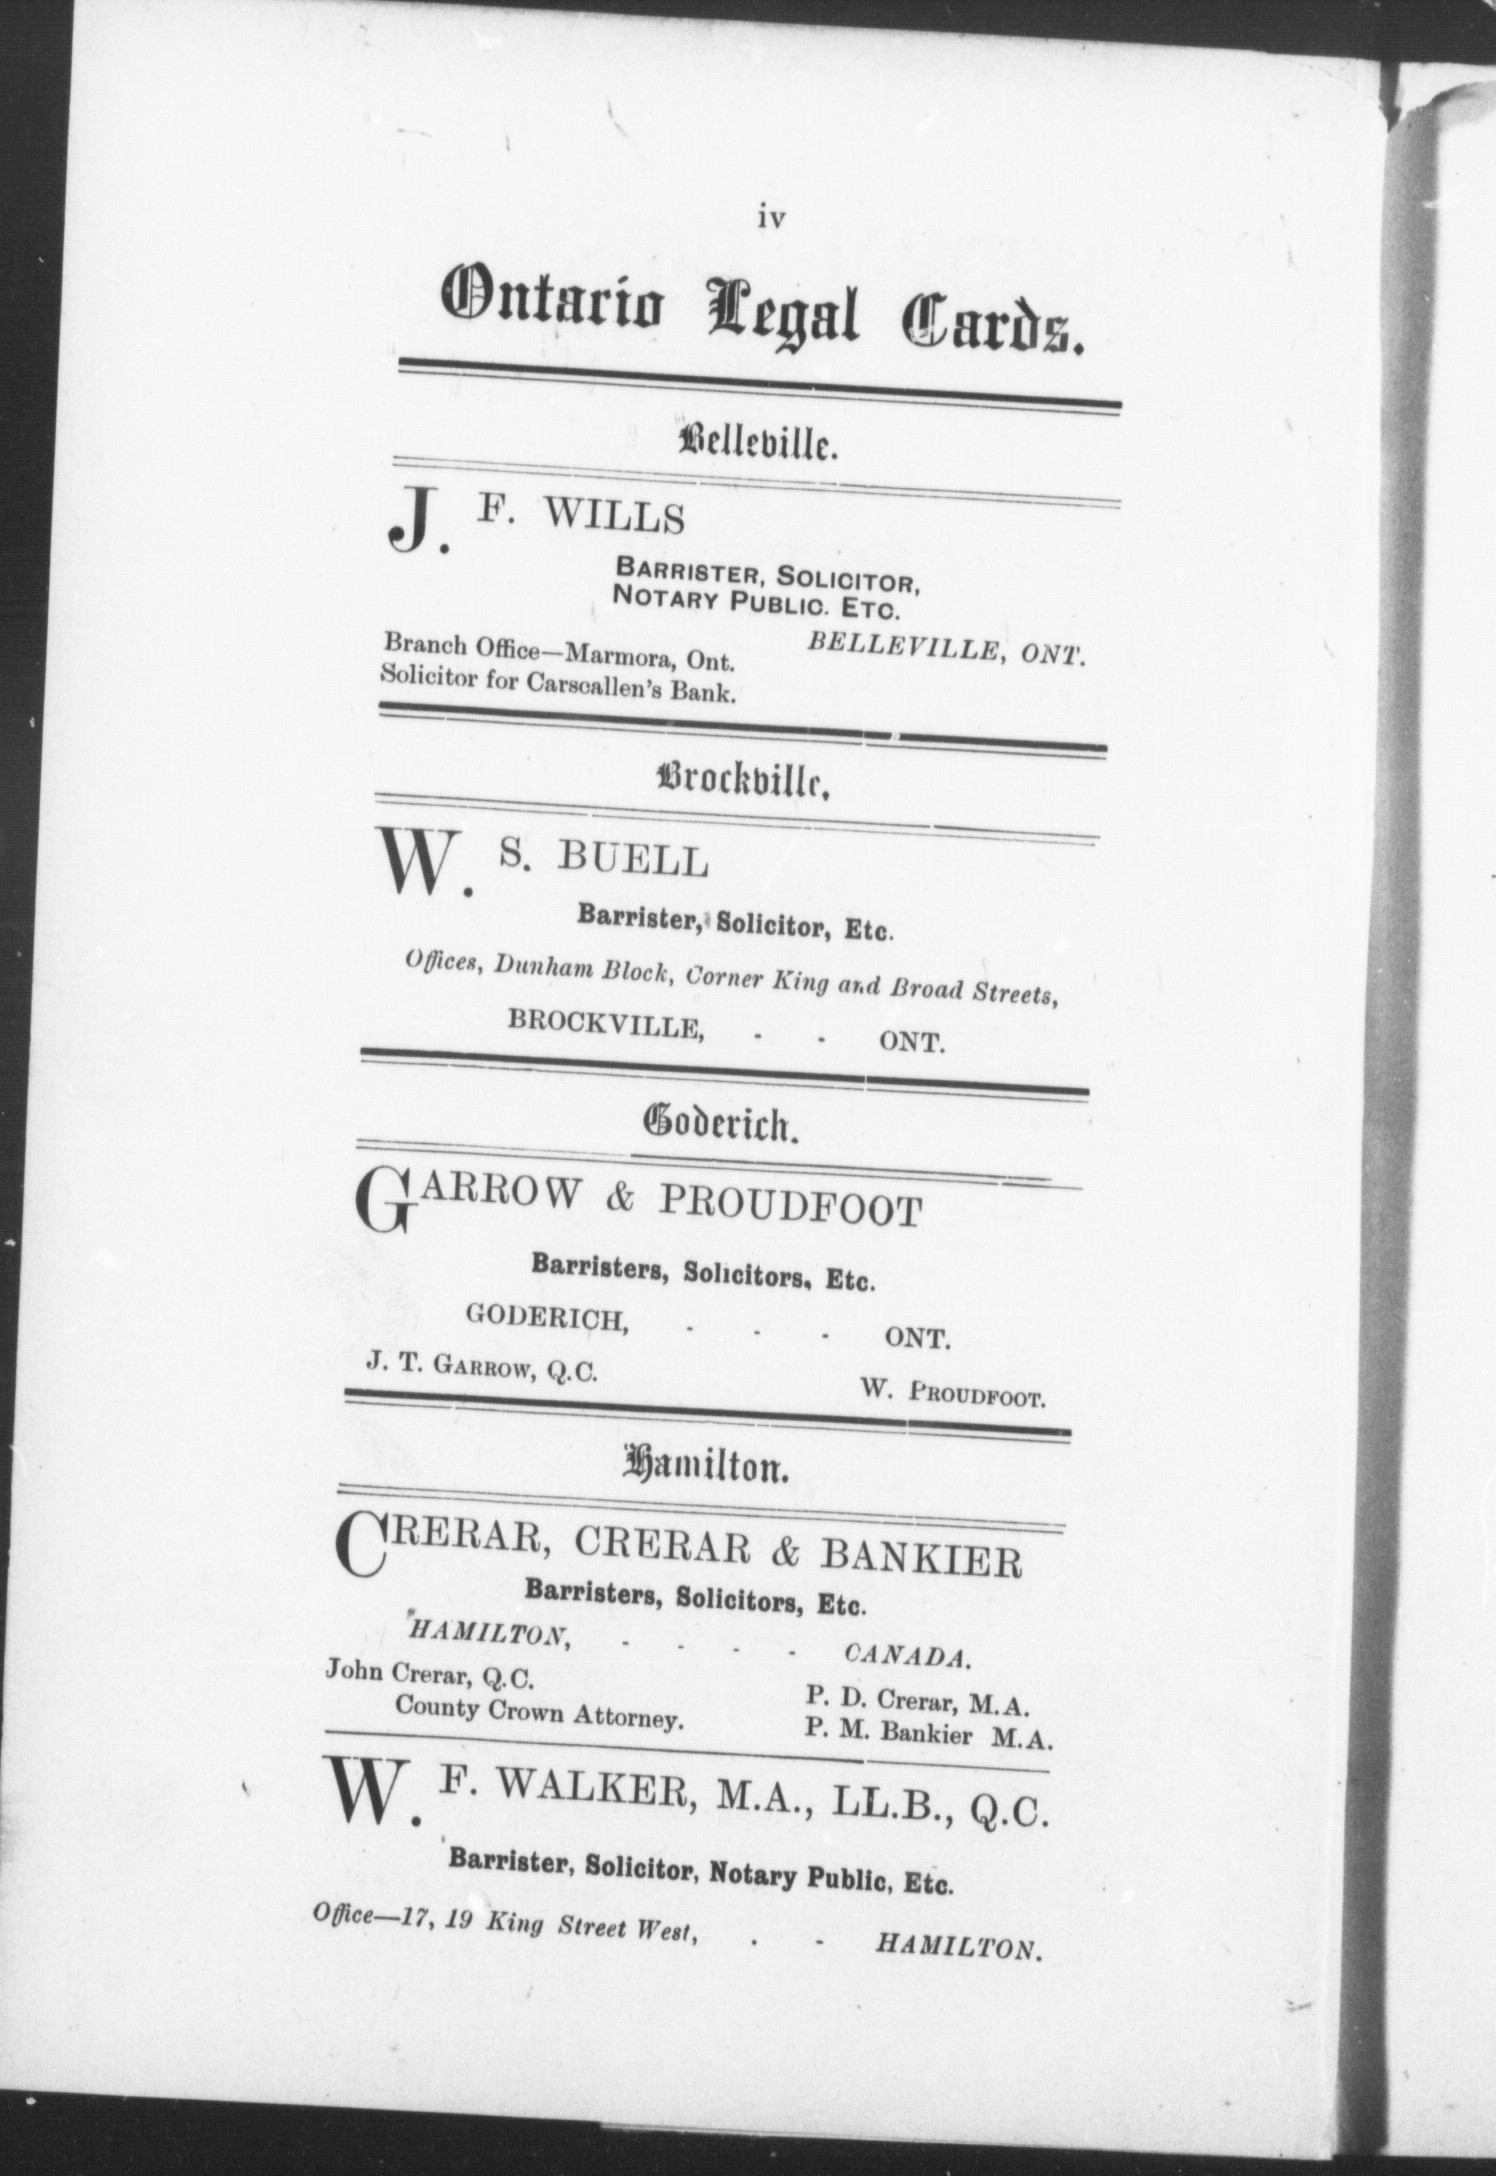 iv
Ontario Legal Cards.
Belleville.
J. F. WILLS
BARRISTER, SOLICITOR,
NOTARY PUBLIC. ETC.
BELLEVILLE, ONT.
Branch Office—Marmora, Ont.
Solicitor for Carscallen's Bank.
Brockville.
W. S. BUELL
Barrister, Solicitor, Etc.
Offices, Dunham Block, Corner King and Broad Streets,
BROCKVILLE, - - ONT.
Goderich.
GARROW & PROUDFOOT
Barristers, Solicitors, Etc.
GODERICH, - - - ONT.
J. T. GARROW, Q.C. W. PROUDFOOT.
Hamilton.
CRERAR, CRERAR & BANKIER
Barristers, Solicitors, Etc.
HAMILTON, - - - - CANADA.
John Crerar, Q.C. P. D. Crerar, M.A.
County Crown Attorney. P. M. Bankier M.A.
W. F. WALKER, M.A., LL.B., Q.C.
Barrister, Solicitor, Notary Public, Etc.
Office—17, 19 King Street West, . - HAMILTON.